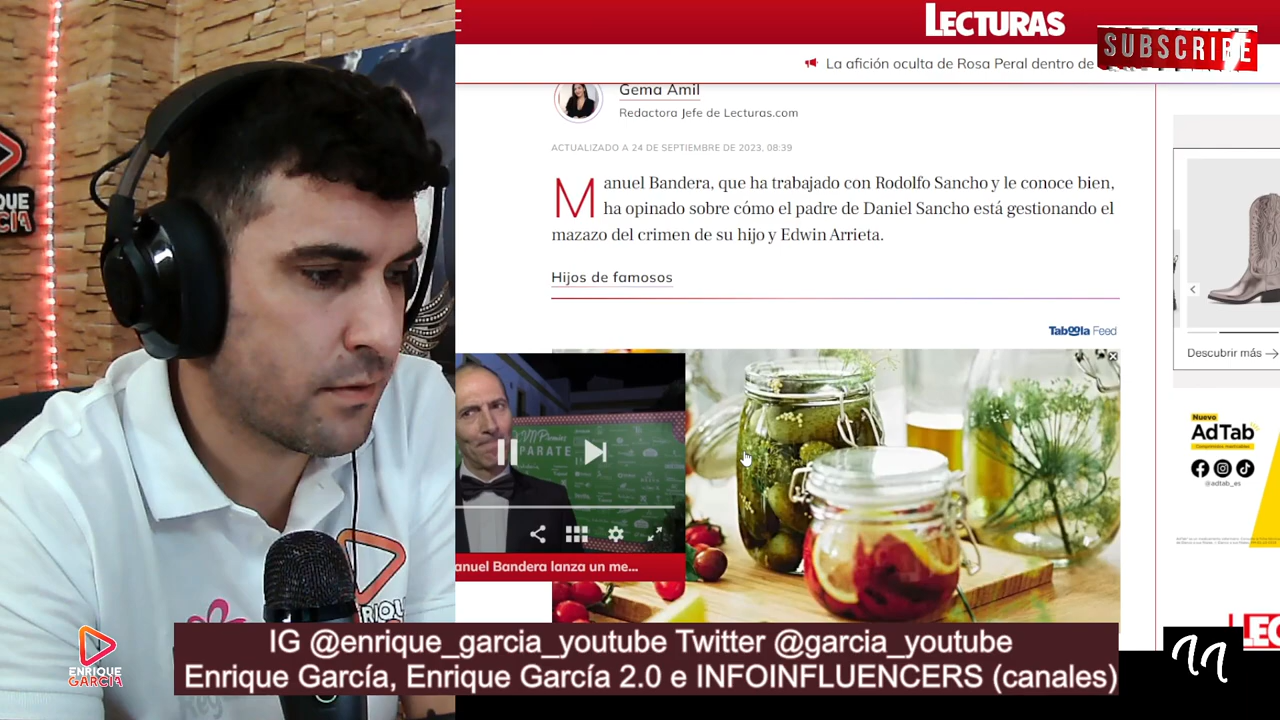 LECTURAS
SUBSCRIBE
La afición oculta de Rosa Peral dentro de
Gema Amil
Redactora Jefe de Lecturas.com
ACTUALIZADO A 24 DE SEPTIEMBRE DE 2023, 08:39
Manuel Bandera, que ha trabajado con Rodolfo Sancho y le conoce bien,
ha opinado sobre cómo el padre de Daniel Sancho está gestionando el
mazazo del crimen de su hijo y Edwin Arrieta.
Hijos de famosos
Taboola Feed
Descubrir más
Nuevo
AdTab
@adtab_es
PARATE
anuel Bandera lanza un me...
LEC
IG @enrique_garcia_youtube Twitter @garcia_youtube
Enrique García, Enrique García 2.0 e INFOINFLUENCERS (canales)
ENRIQUE
GARCÍA